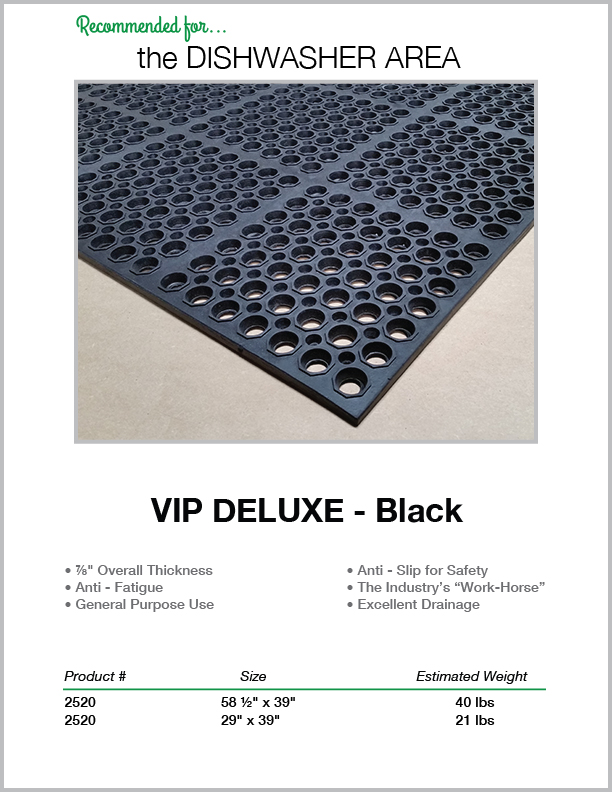 Recommended for...
the DISHWASHER AREA
VIP DELUXE - Black
• ⅞" Overall Thickness
• Anti - Fatigue
• General Purpose Use
• Anti - Slip for Safety
• The Industry's “Work-Horse”
• Excellent Drainage
Product # Size Estimated Weight
2520 58 ½" x 39" 40 lbs
2520 29" x 39" 21 lbs